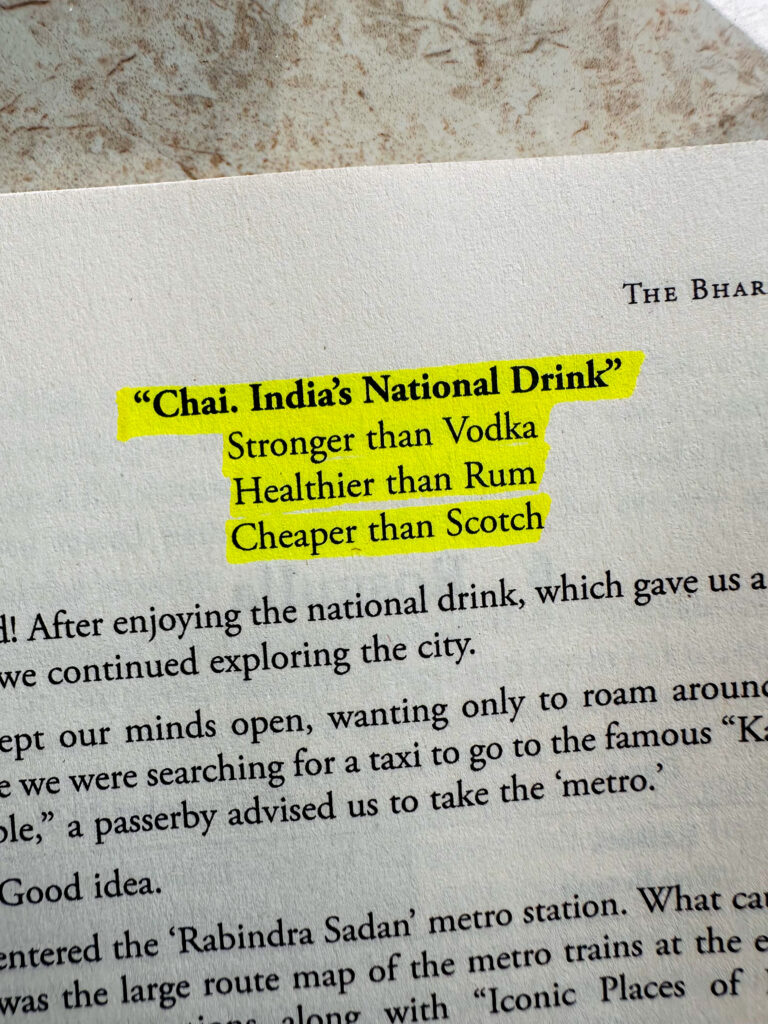 THE BHAR
“Chai. India’s National Drink”
Stronger than Vodka
Healthier than Rum
Cheaper than Scotch
d! After enjoying the national drink, which gave us a
we continued exploring the city.
ept our minds open, wanting only to roam around
e we were searching for a taxi to go to the famous “Ka
ole,” a passerby advised us to take the ‘metro.’
Good idea.
entered the ‘Rabindra Sadan’ metro station. What cau
was the large route map of the metro trains at the e
along with “Iconic Places of